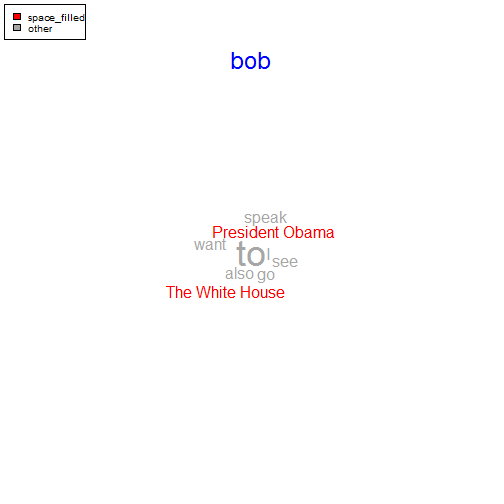 space_filled
other
bob
speak
President Obama
want
to
I
see
also go
The White House